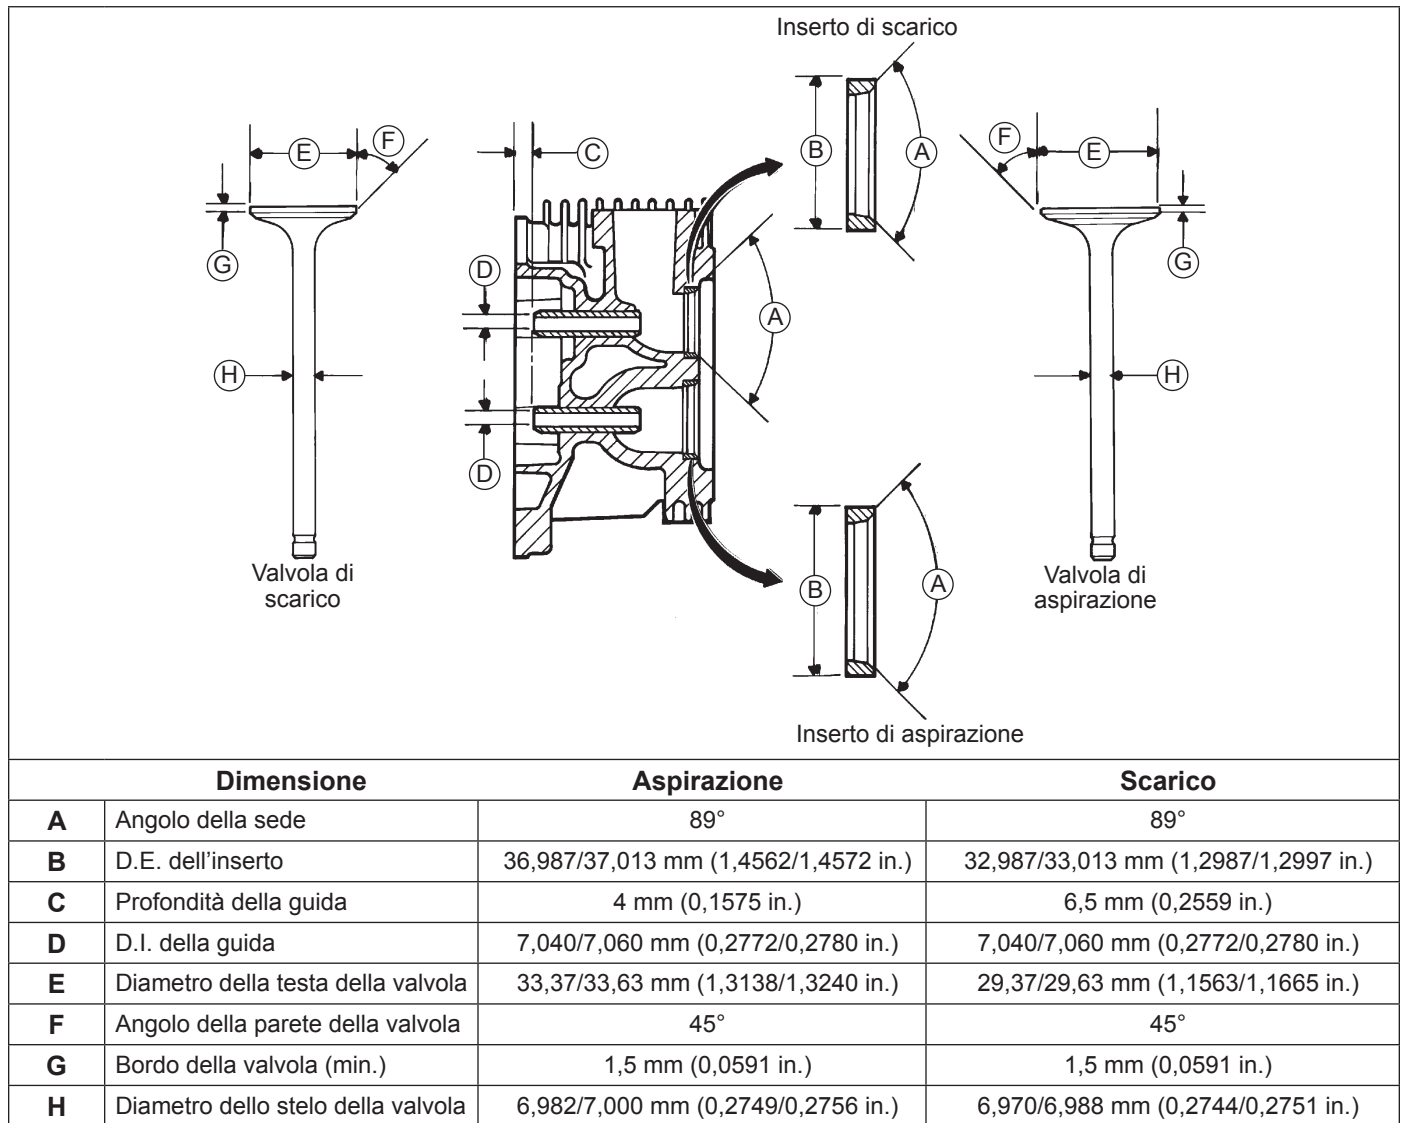 Inserto di scarico
E
F
C
B
A
F
E
G
D
A
G
H
H
D
B
A
Valvola di
scarico
Valvola di
aspirazione
Inserto di aspirazione
Dimensione Aspirazione Scarico
A Angolo della sede 89° 89°
B D.E. dell’inserto 36,987/37,013 mm (1,4562/1,4572 in.) 32,987/33,013 mm (1,2987/1,2997 in.)
C Profondità della guida 4 mm (0,1575 in.) 6,5 mm (0,2559 in.)
D D.I. della guida 7,040/7,060 mm (0,2772/0,2780 in.) 7,040/7,060 mm (0,2772/0,2780 in.)
E Diametro della testa della valvola 33,37/33,63 mm (1,3138/1,3240 in.) 29,37/29,63 mm (1,1563/1,1665 in.)
F Angolo della parete della valvola 45° 45°
G Bordo della valvola (min.) 1,5 mm (0,0591 in.) 1,5 mm (0,0591 in.)
H Diametro dello stelo della valvola 6,982/7,000 mm (0,2749/0,2756 in.) 6,970/6,988 mm (0,2744/0,2751 in.)